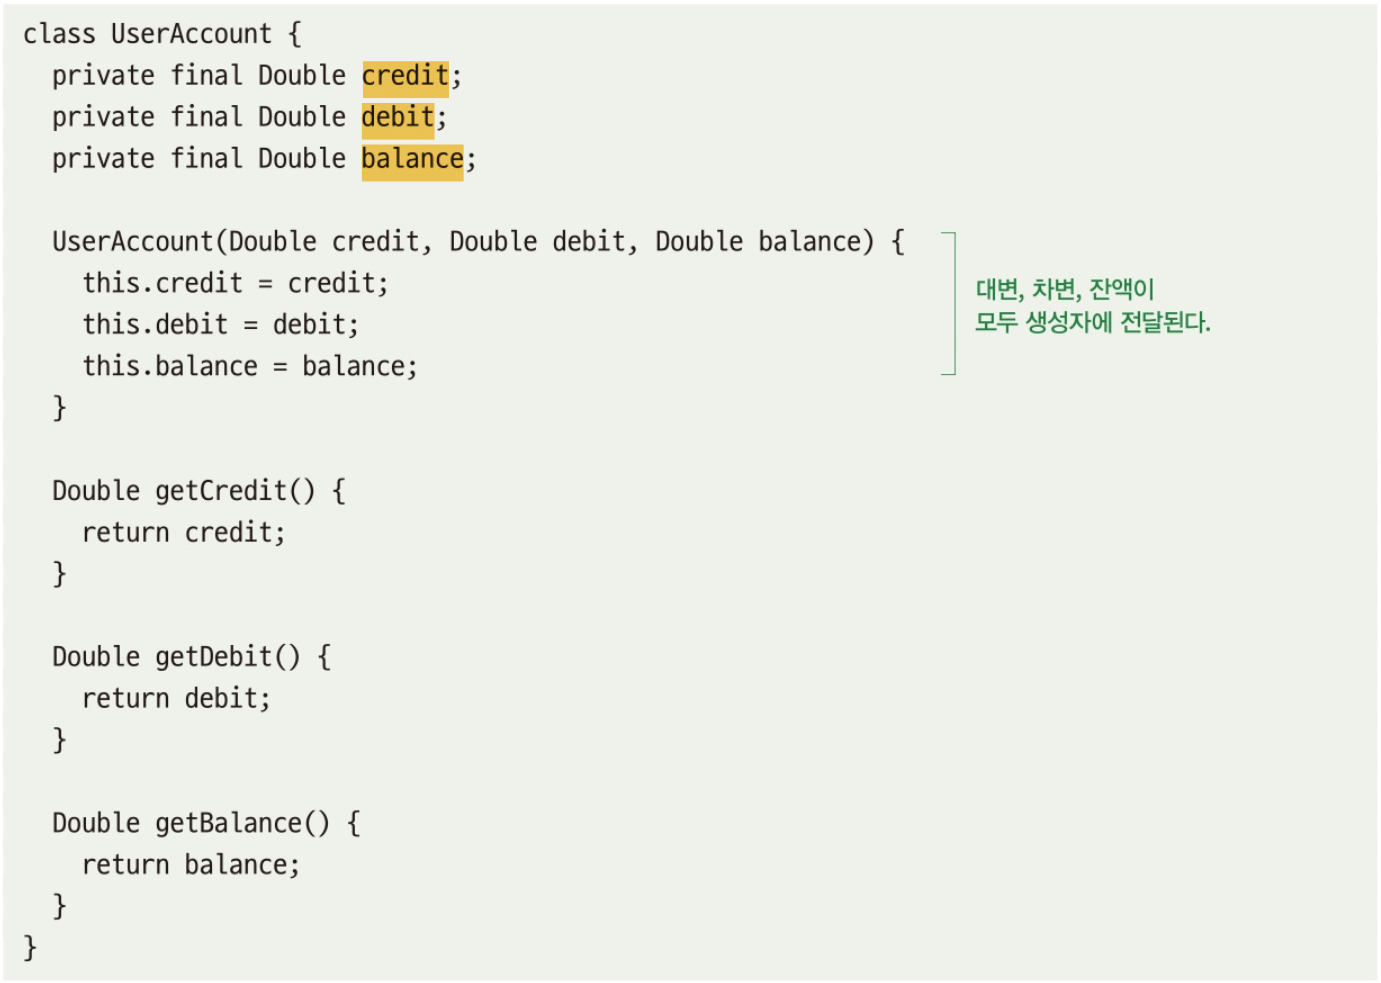 class UserAccount {
  private final Double credit;
  private final Double debit;
  private final Double balance;

  UserAccount(Double credit, Double debit, Double balance) {
    this.credit = credit;
    this.debit = debit;
    this.balance = balance;
  }
대변, 차변, 잔액이
모두 생성자에 전달된다.

  Double getCredit() {
    return credit;
  }

  Double getDebit() {
    return debit;
  }

  Double getBalance() {
    return balance;
  }
}